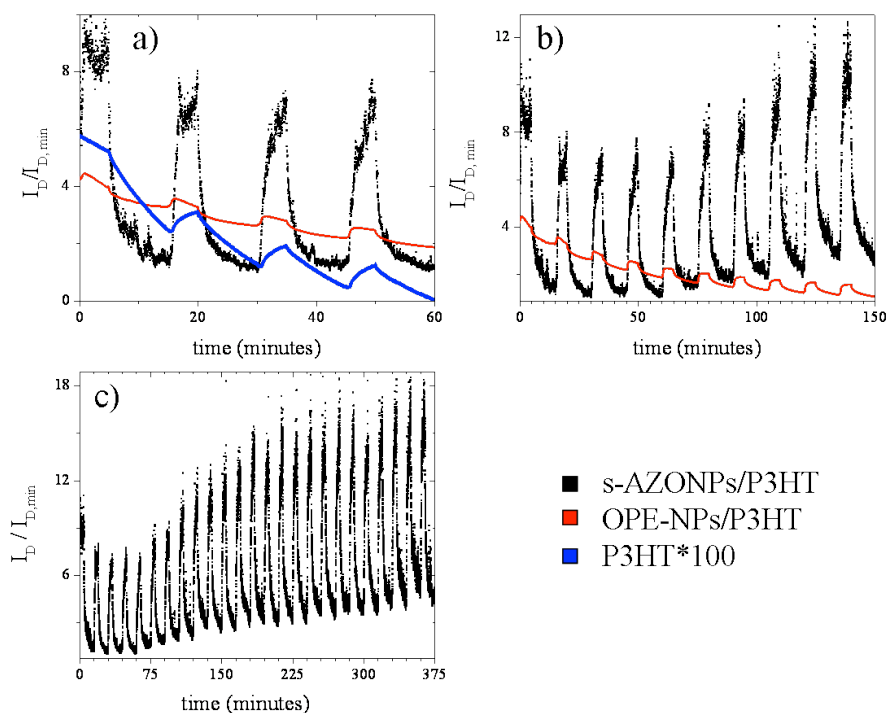 a)
8
4
0
I_D/I_D,min
0 20 40 60
time (minutes)
b)
12
8
4
I_D/I_D, min
0 50 100 150
time (minutes)
c)
18
12
6
I_D / I_D,min
0 75 150 225 300 375
time (minutes)
s-AZONPs/P3HT
OPE-NPs/P3HT
P3HT*100